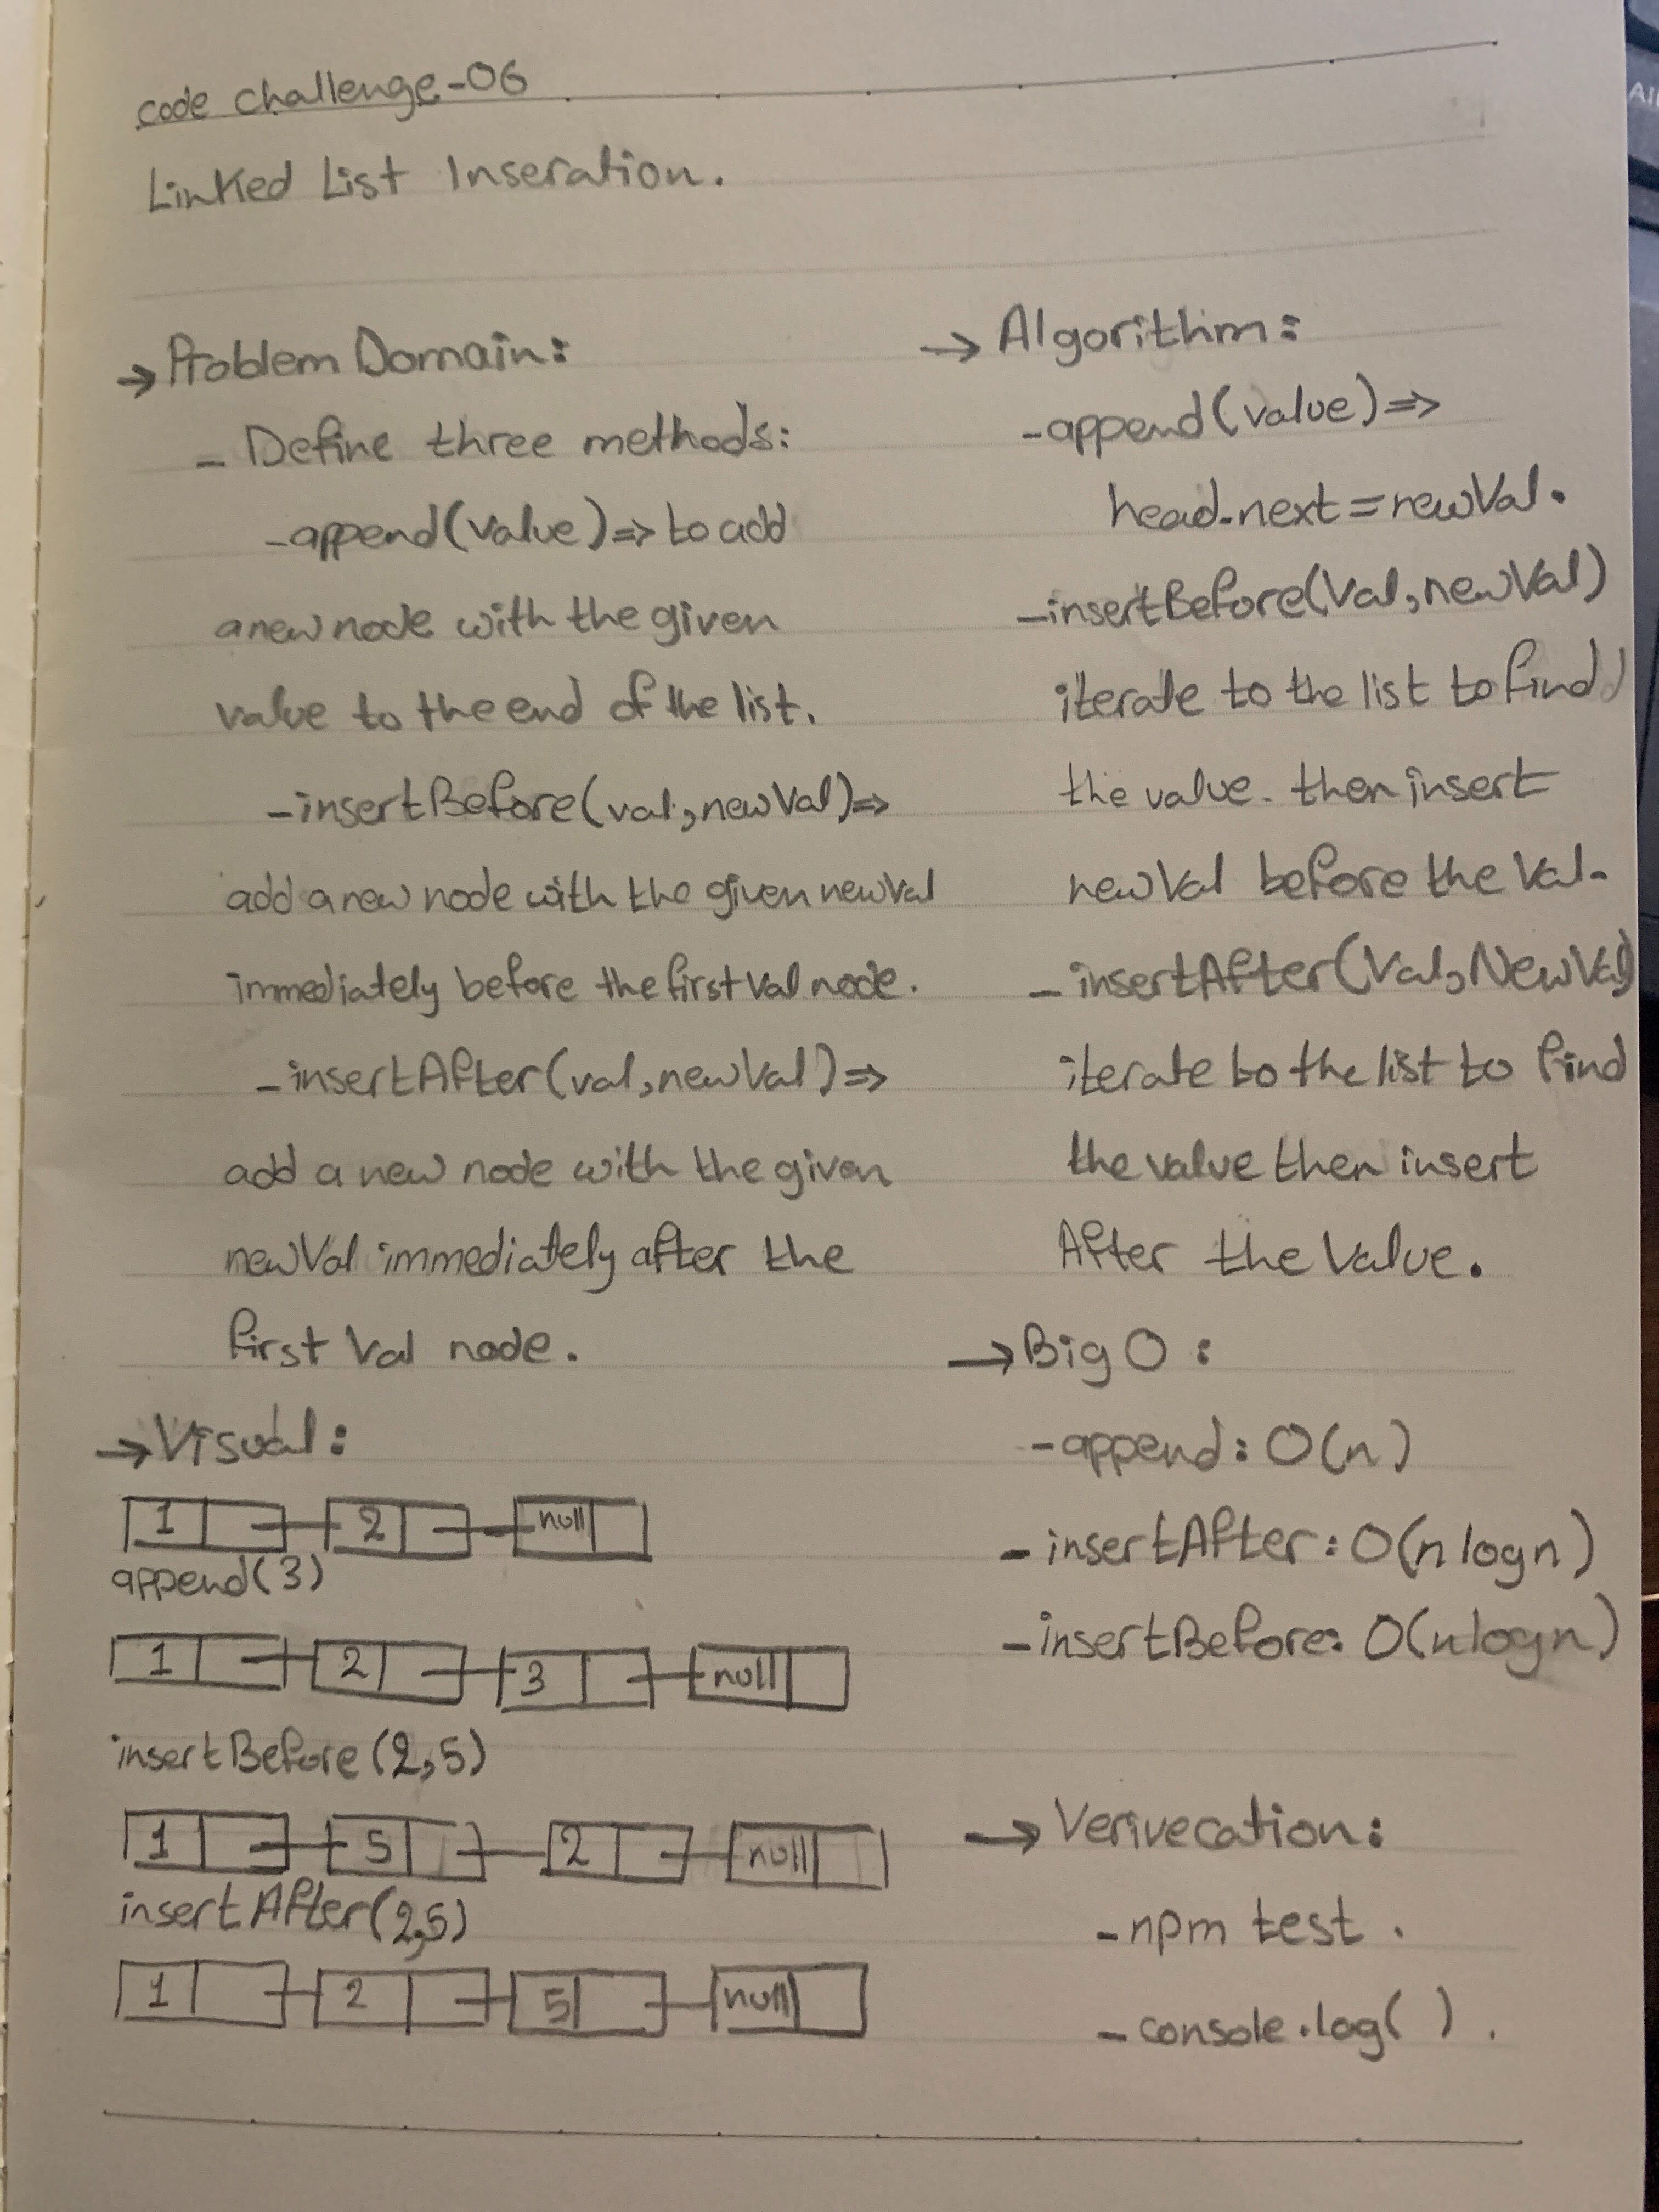 code challenge-06
Linked List Inseration.
→ Problem Domain:
- Define three methods:
-append(value)=> to add
a new node with the given
value to the end of the list.
-insertBefore(val,newVal)=>
add a new node with the given newVal
immediately before the first val node.
-insertAfter(val,newVal)=>
add a new node with the given
newVal immediately after the
first Val node.
→ Visual:
1 2 null
append(3)
1 2 3 null
insertBefore(2,5)
1 5 2 null
insertAfter(2,5)
1 2 5 null
→ Algorithm:
-append(value)=>
head.next=newVal.
-insertBefore(Val,newVal)
iterate to the list to find
the value. then insert
newVal before the Val.
- insertAfter(Val,NewVal)
iterate to the list to find
the value then insert
After the Value.
→ Big O :
-append: O(n)
- insertAfter: O(n logn)
-insertBefore: O(nlogn)
→ Verivecation:
-npm test .
- console.log( ) .